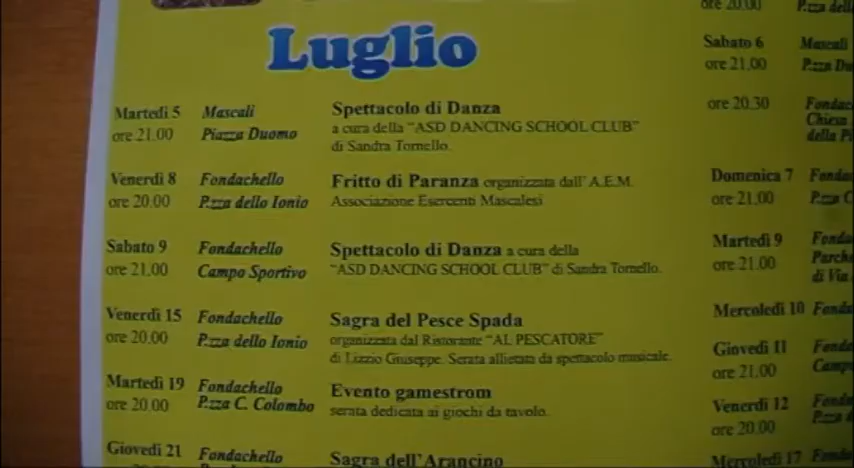 Luglio
Martedì 5 Mascali Spettacolo di Danza
ore 21.00 Piazza Duomo a cura della "ASD DANCING SCHOOL CLUB"
di Sandra Tornello.
Venerdì 8 Fondachello Fritto di Paranza organizzata dall' A.E.M.
ore 20.00 P.zza dello Ionio Associazione Esercenti Mascalesi
Sabato 9 Fondachello Spettacolo di Danza a cura della
ore 21.00 Campo Sportivo "ASD DANCING SCHOOL CLUB" di Sandra Tornello.
Venerdì 15 Fondachello Sagra del Pesce Spada
ore 20.00 P.zza dello Ionio organizzata dal Ristorante "AL PESCATORE"
di Lizzio Giuseppe. Serata allietata da spettacolo musicale.
Martedì 19 Fondachello Evento gamestrom
ore 20.00 P.zza C. Colombo serata dedicata ai giochi da tavolo.
Giovedì 21 Fondachello Sagra dell'Arancino
ore 20.00 P.zza
Sabato 6 Mascali
ore 21.00 P.zza
ore 20.30
Chiesa
della
Domenica 7
ore 21.00 P.zza
Martedì 9
ore 21.00
di Via
Mercoledì 10
Giovedì 11
ore 21.00
Venerdì 12
ore 20.00
Mercoledì 17